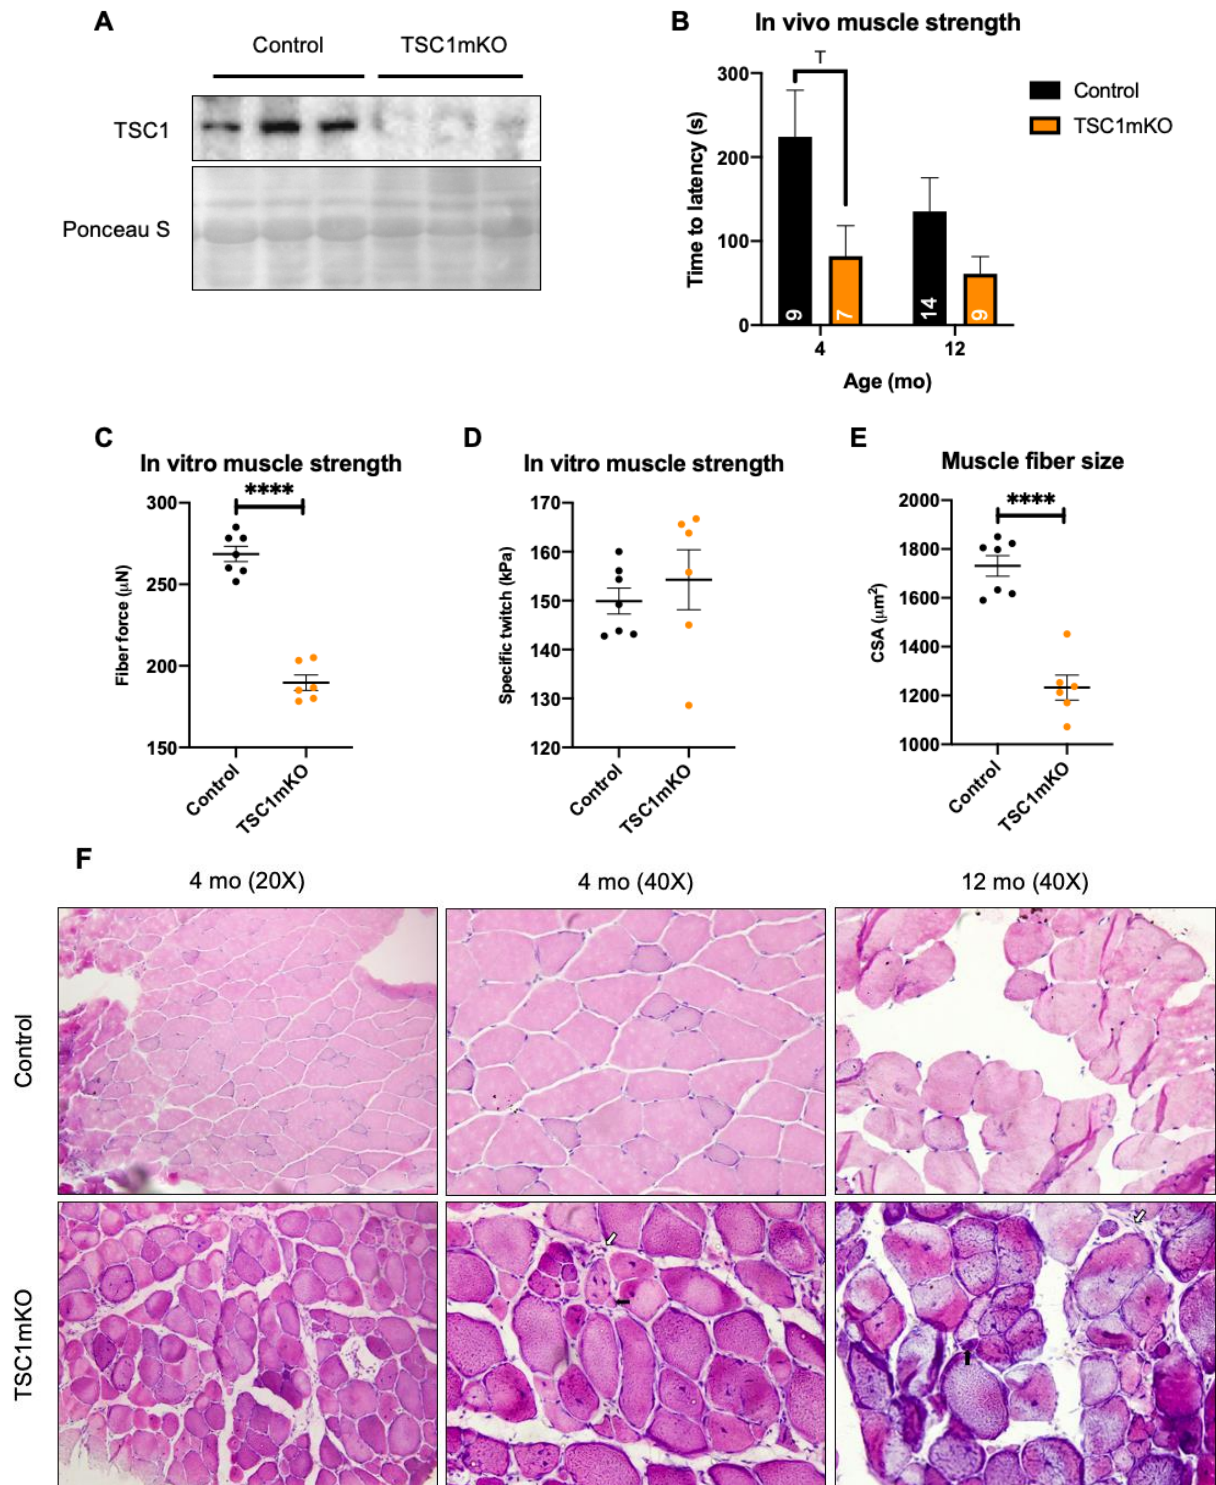 A
Control TSC1mKO
TSC1
Ponceau S
B
In vivo muscle strength
T
300
200
100
0
Time to latency (s)
9
7
14
9
4 12
Age (mo)
Control
TSC1mKO
C
In vitro muscle strength
****
300
250
200
150
Fiber force (µN)
Control
TSC1mKO
D
In vitro muscle strength
170
160
150
140
130
120
Specific twitch (kPa)
Control
TSC1mKO
E
Muscle fiber size
****
2000
1800
1600
1400
1200
1000
CSA (µm²)
Control
TSC1mKO
F
4 mo (20X) 4 mo (40X) 12 mo (40X)
Control
TSC1mKO